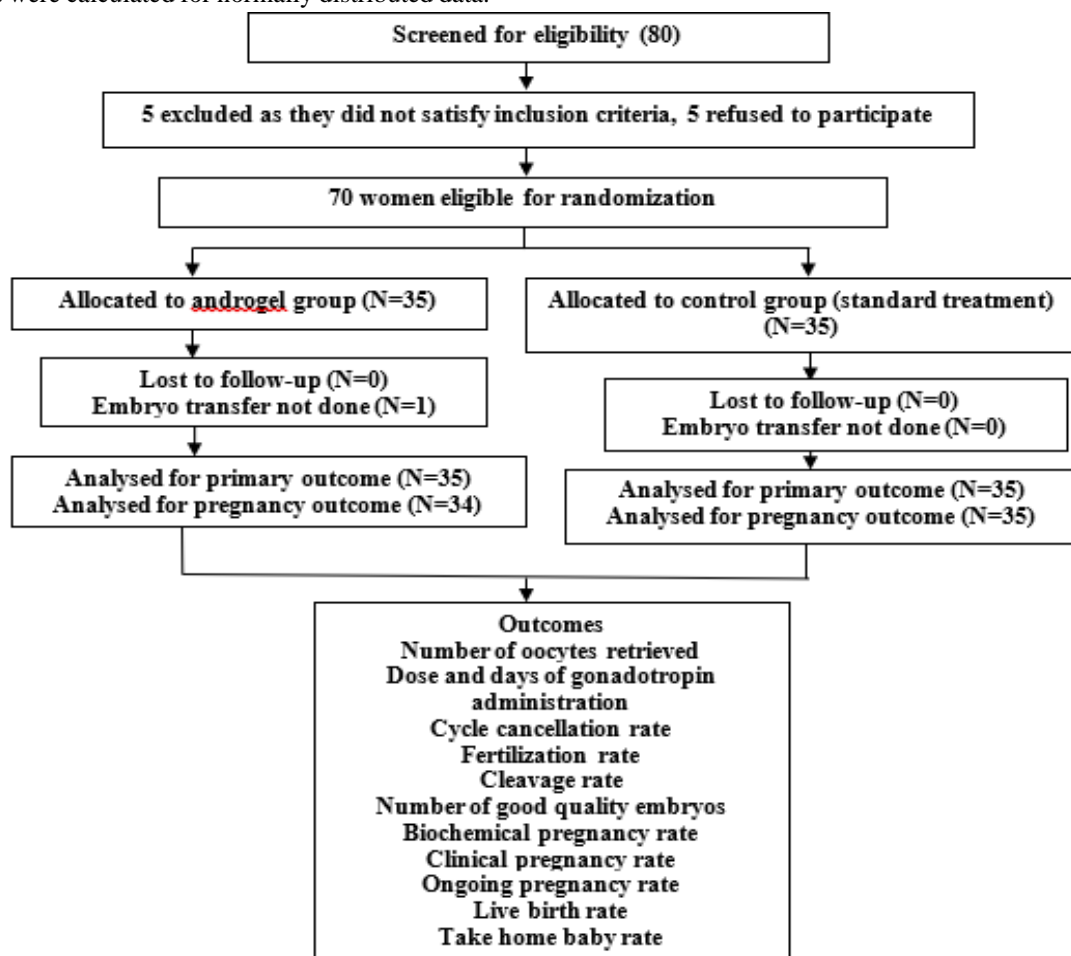 were calculated for normally distributed data.
Screened for eligibility (80)
5 excluded as they did not satisfy inclusion criteria, 5 refused to participate
70 women eligible for randomization
Allocated to androgel group (N=35)
Allocated to control group (standard treatment)
(N=35)
Lost to follow-up (N=0)
Embryo transfer not done (N=1)
Lost to follow-up (N=0)
Embryo transfer not done (N=0)
Analysed for primary outcome (N=35)
Analysed for pregnancy outcome (N=34)
Analysed for primary outcome (N=35)
Analysed for pregnancy outcome (N=35)
Outcomes
Number of oocytes retrieved
Dose and days of gonadotropin
administration
Cycle cancellation rate
Fertilization rate
Cleavage rate
Number of good quality embryos
Biochemical pregnancy rate
Clinical pregnancy rate
Ongoing pregnancy rate
Live birth rate
Take home baby rate